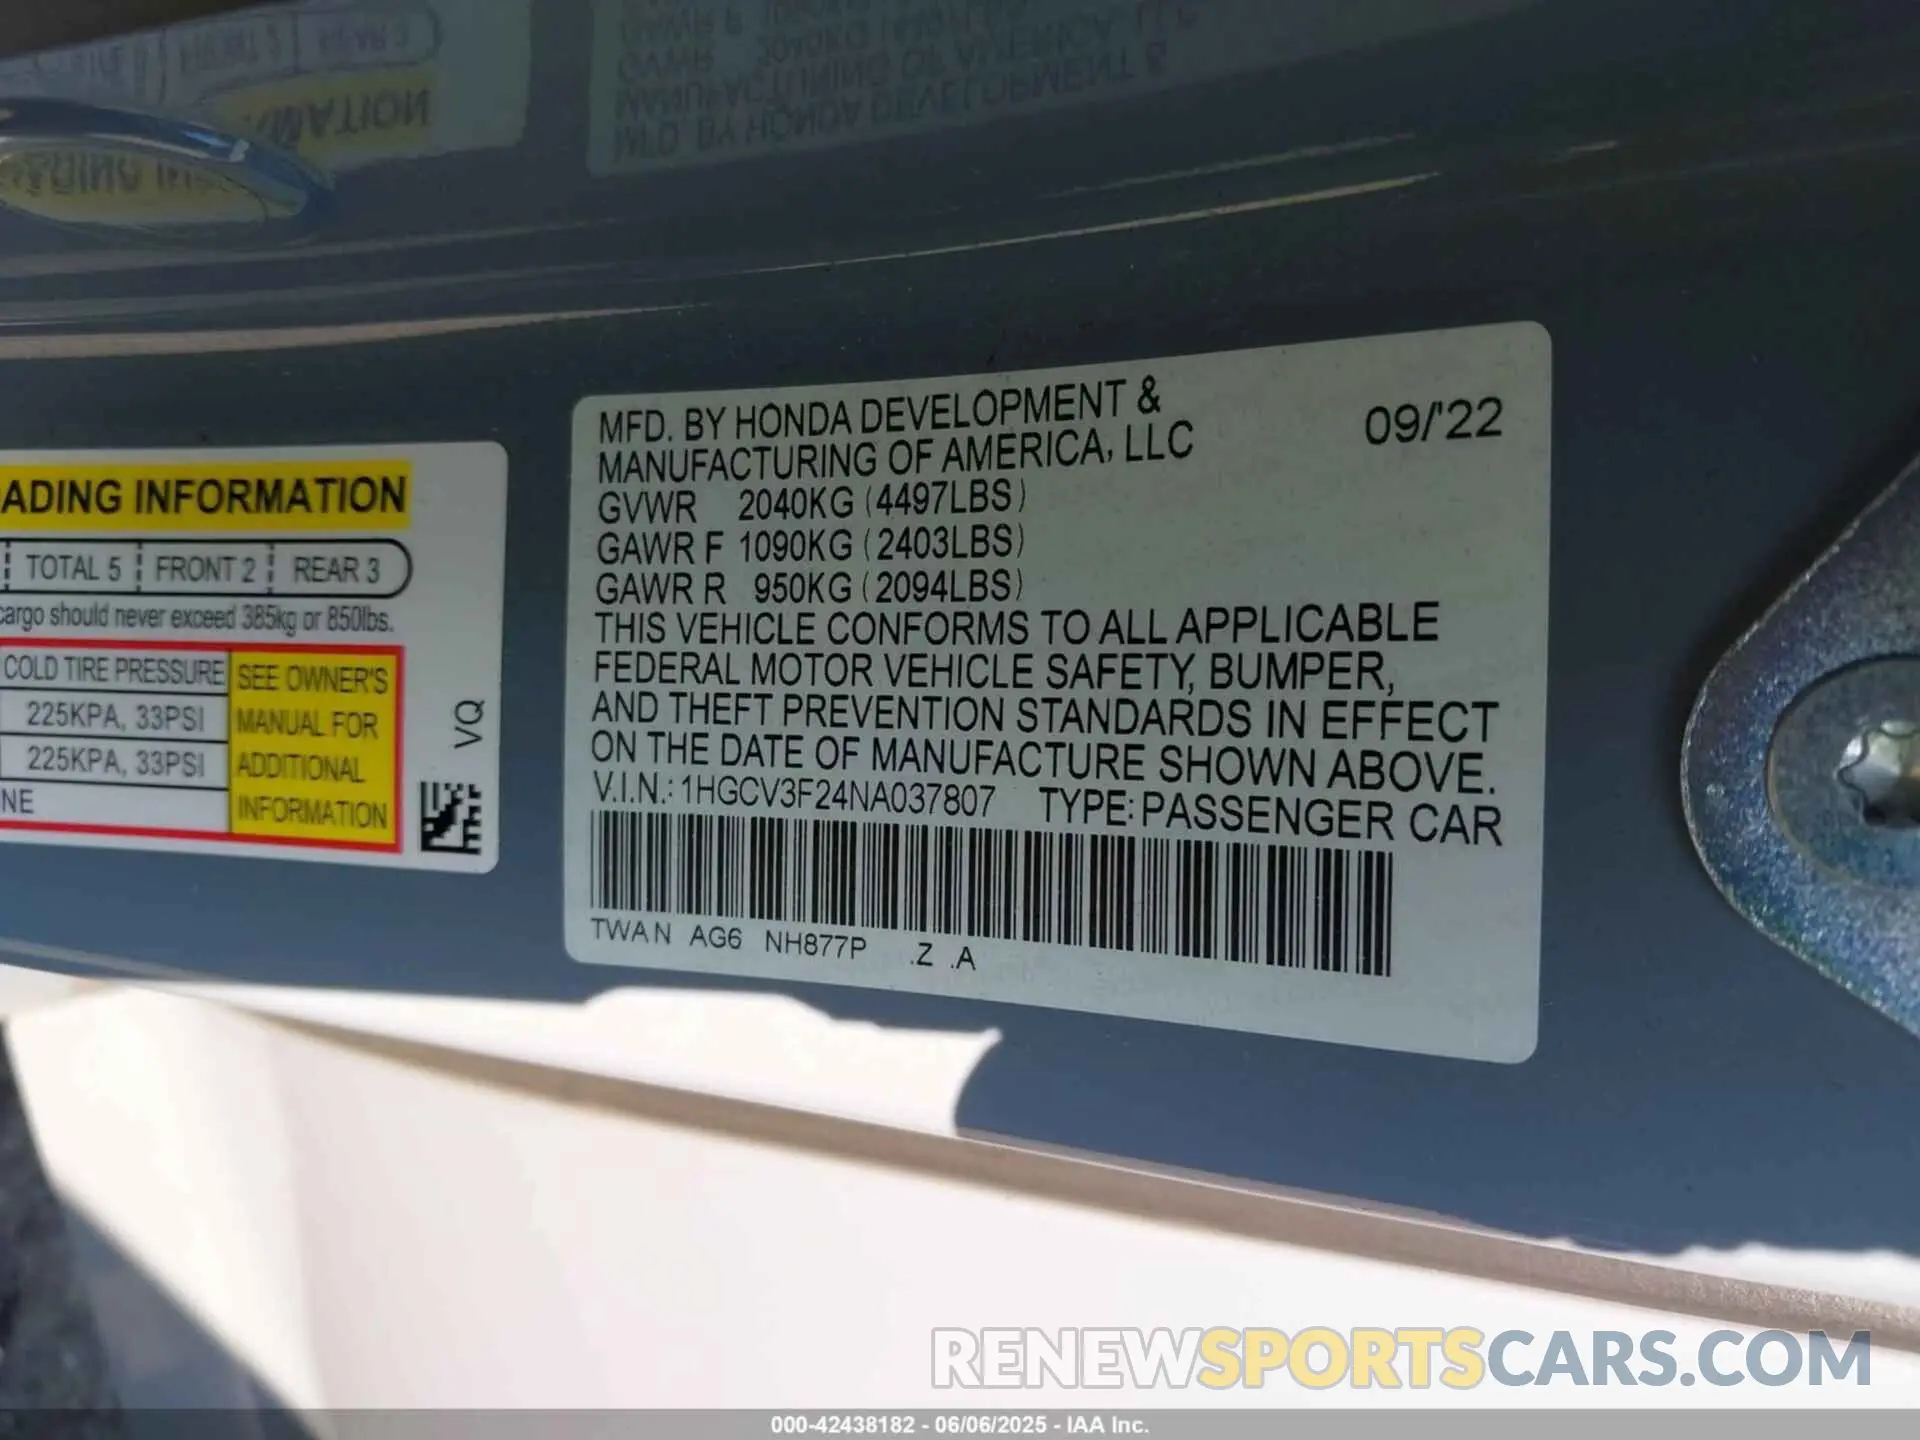 ADING INFORMATION
TOTAL 5 FRONT 2 REAR 3
cargo should never exceed 385kg or 850lbs.
COLD TIRE PRESSURE
225KPA, 33PSI
225KPA, 33PSI
NE
SEE OWNER'S
MANUAL FOR
ADDITIONAL
INFORMATION
VQ
MFD. BY HONDA DEVELOPMENT &
MANUFACTURING OF AMERICA, LLC
09/'22
GVWR 2040KG (4497LBS)
GAWR F 1090KG (2403LBS)
GAWR R 950KG (2094LBS)
THIS VEHICLE CONFORMS TO ALL APPLICABLE
FEDERAL MOTOR VEHICLE SAFETY, BUMPER,
AND THEFT PREVENTION STANDARDS IN EFFECT
ON THE DATE OF MANUFACTURE SHOWN ABOVE.
V.I.N.: 1HGCV3F24NA037807 TYPE: PASSENGER CAR
TWAN AG6 NH877P .Z .A
RENEWSPORTSCARS.COM
000-42438182 - 06/06/2025 - IAA Inc.